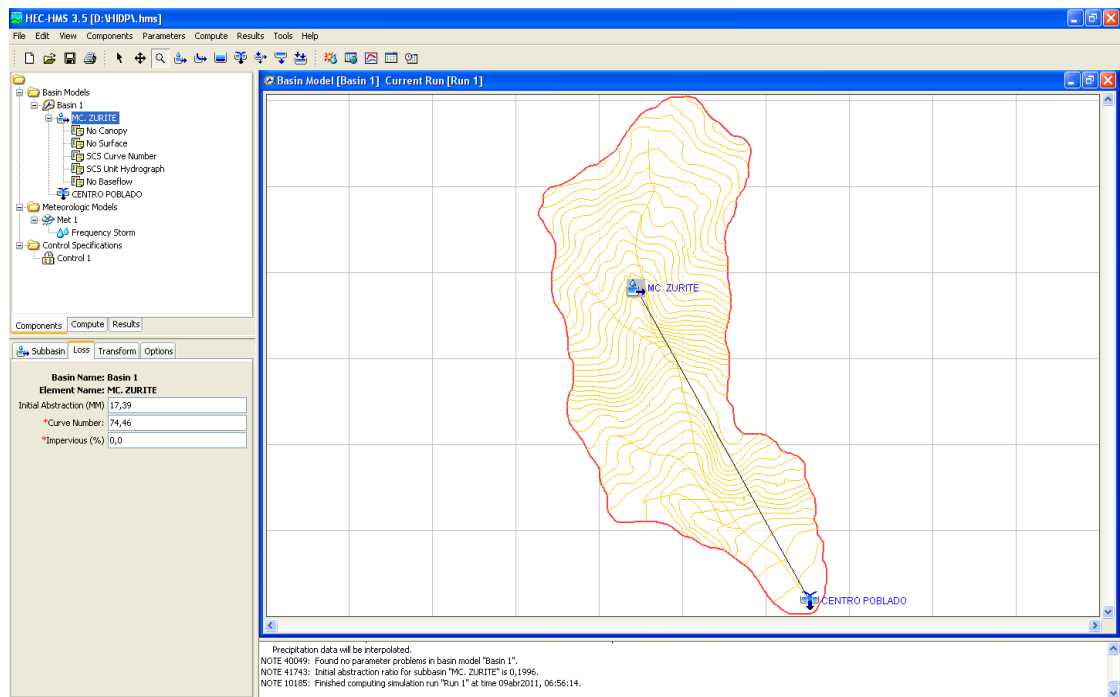 HEC-HMS 3.5 [D:\HIDP\.hms]
File Edit View Components Parameters Compute Results Tools Help
Basin Models
Basin 1
MC. ZURITE
No Canopy
No Surface
SCS Curve Number
SCS Unit Hydrograph
No Baseflow
CENTRO POBLADO
Meteorologic Models
Met 1
Frequency Storm
Control Specifications
Control 1
Components Compute Results
Subbasin Loss Transform Options
Basin Name: Basin 1
Element Name: MC. ZURITE
Initial Abstraction (MM) 17,39
*Curve Number: 74,46
*Impervious (%) 0,0
Basin Model [Basin 1] Current Run [Run 1]
MC. ZURITE
CENTRO POBLADO
Precipitation data will be interpolated.
NOTE 40049: Found no parameter problems in basin model "Basin 1".
NOTE 41743: Initial abstraction ratio for subbasin "MC. ZURITE" is 0,1996.
NOTE 10185: Finished computing simulation run "Run 1" at time 09abr2011, 06:56:14.